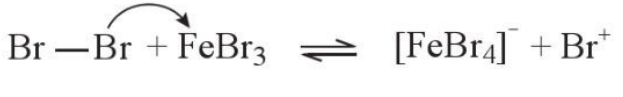 Br — Br + FeBr₃ ⇌ [FeBr₄]⁻ + Br⁺